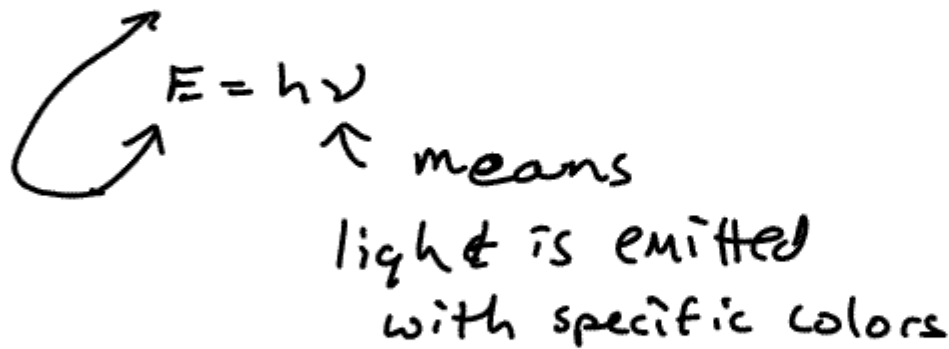 E = hν
means
light is emitted
with specific colors